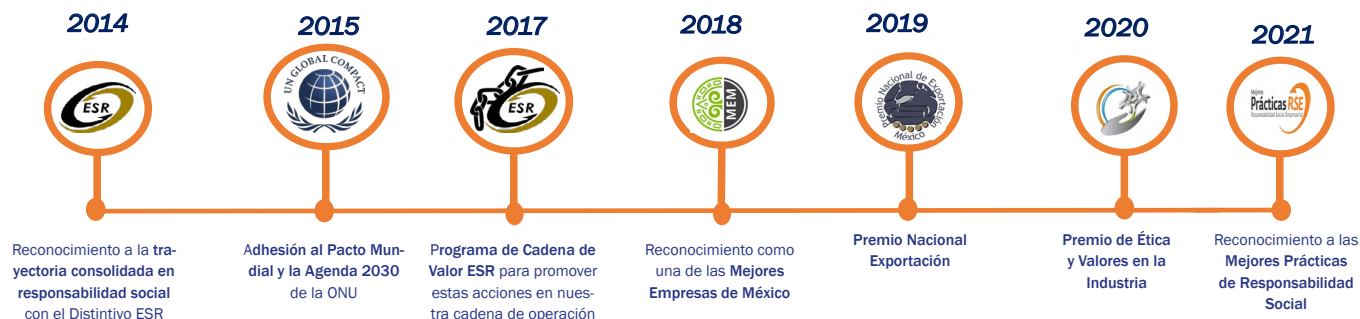 2014
2015
2017
2018
2019
2020
2021
ESR
UN GLOBAL COMPACT
ESR
MEM
Premio Nacional de Exportación
México
Mejores
Prácticas RSE
Responsabilidad Social Empresarial
Reconocimiento a la tra-
yectoria consolidada en
responsabilidad social
con el Distintivo ESR
Adhesión al Pacto Mun-
dial y la Agenda 2030
de la ONU
Programa de Cadena de
Valor ESR para promover
estas acciones en nues-
tra cadena de operación
Reconocimiento como
una de las Mejores
Empresas de México
Premio Nacional
Exportación
Premio de Ética
y Valores en la
Industria
Reconocimiento a las
Mejores Prácticas
de Responsabilidad
Social